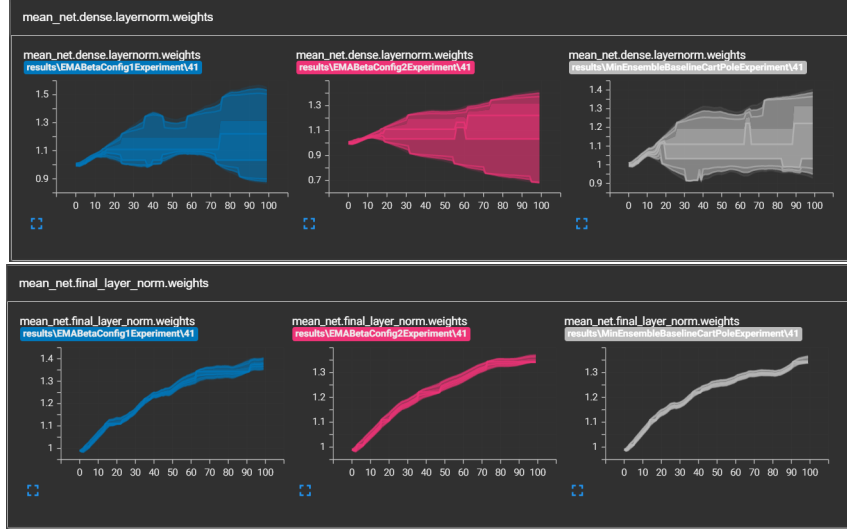 mean_net.dense.layernorm.weights
mean_net.dense.layernorm.weights
results\EMABetaConfig1Experiment\41
1.5
1.3
1.1
0.9
0 10 20 30 40 50 60 70 80 90 100
mean_net.dense.layernorm.weights
results\EMABetaConfig2Experiment\41
1.3
1.1
0.9
0.7
0 10 20 30 40 50 60 70 80 90 100
mean_net.dense.layernorm.weights
results\MinEnsembleBaselineCartPoleExperiment\41
1.4
1.3
1.2
1.1
1
0.9
0 10 20 30 40 50 60 70 80 90 100
mean_net.final_layer_norm.weights
mean_net.final_layer_norm.weights
results\EMABetaConfig1Experiment\41
1.4
1.3
1.2
1.1
1
0 10 20 30 40 50 60 70 80 90 100
mean_net.final_layer_norm.weights
results\EMABetaConfig2Experiment\41
1.3
1.2
1.1
1
0 10 20 30 40 50 60 70 80 90 100
mean_net.final_layer_norm.weights
results\MinEnsembleBaselineCartPoleExperiment\41
1.3
1.2
1.1
1
0 10 20 30 40 50 60 70 80 90 100